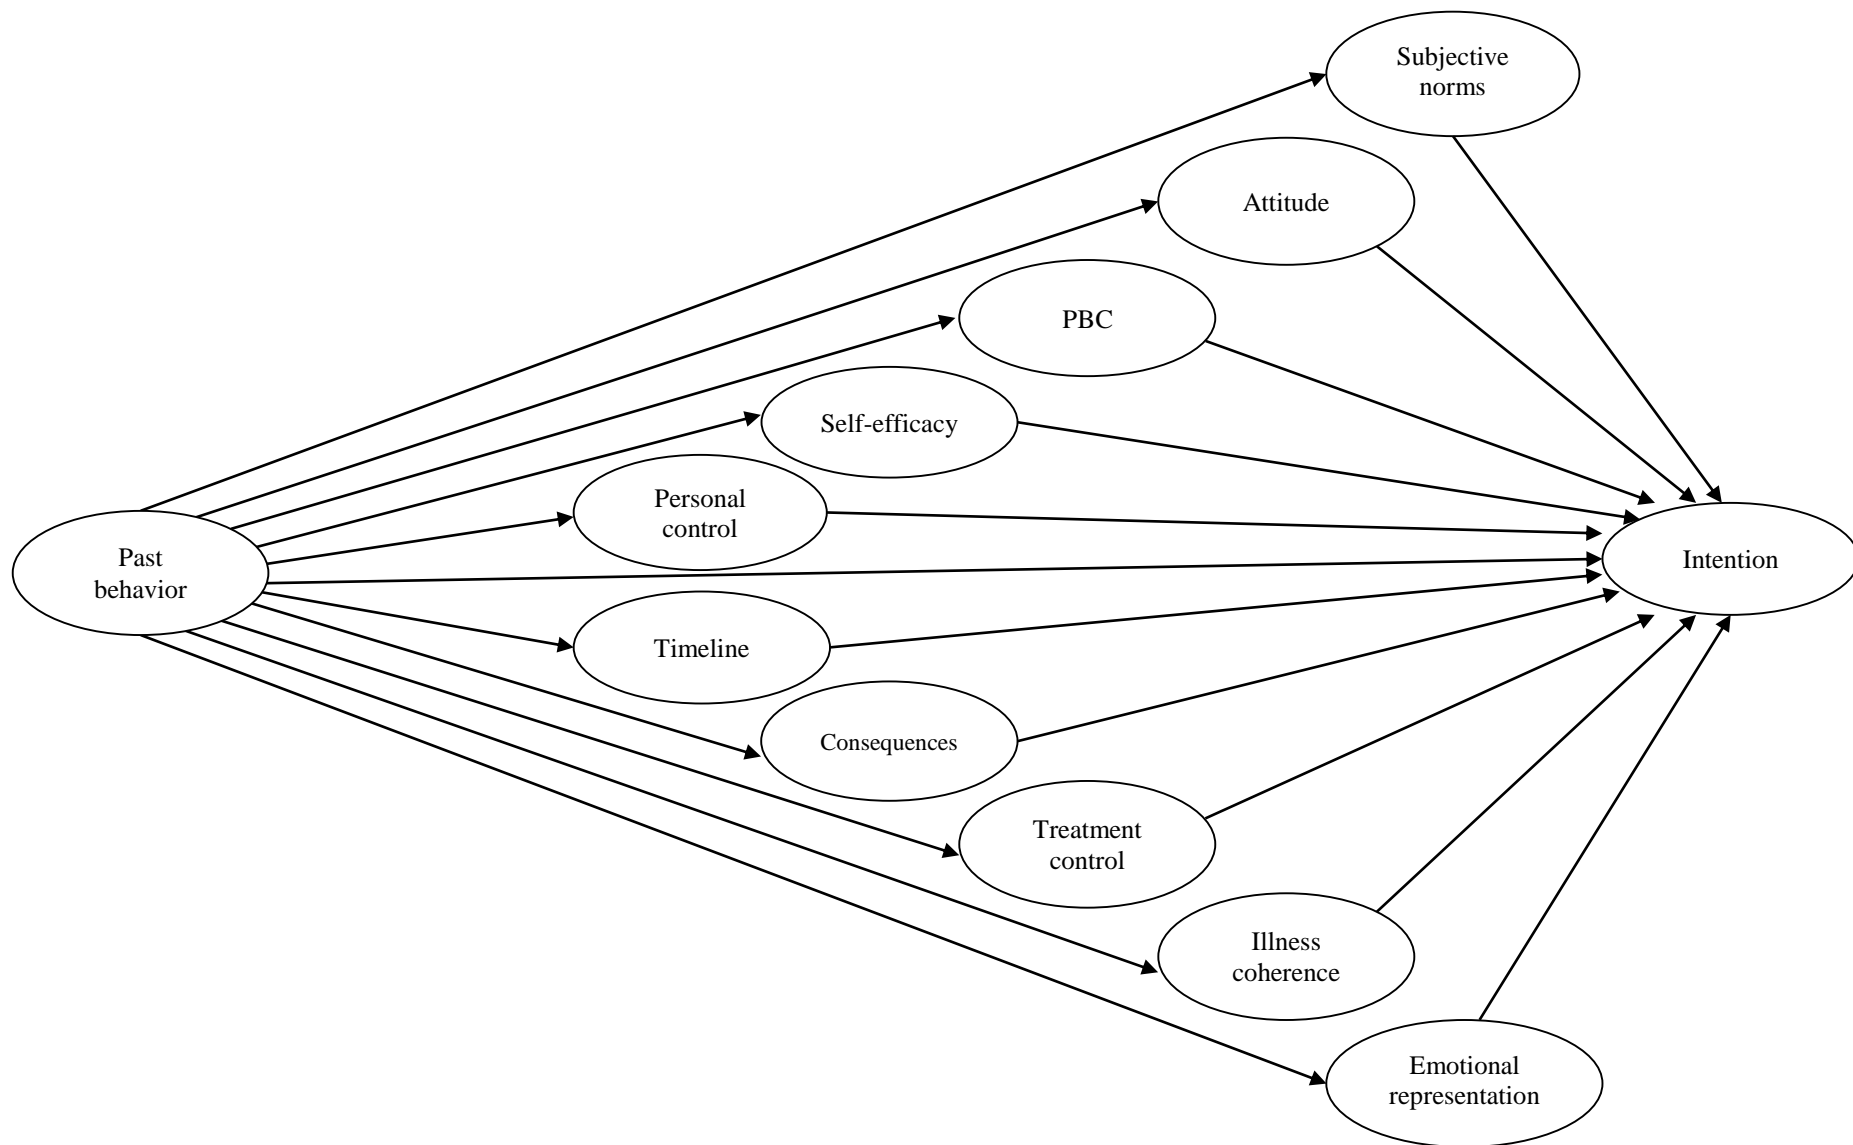 Subjective
norms
Attitude
PBC
Self-efficacy
Personal
control
Past
behavior
Intention
Timeline
Consequences
Treatment
control
Illness
coherence
Emotional
representation